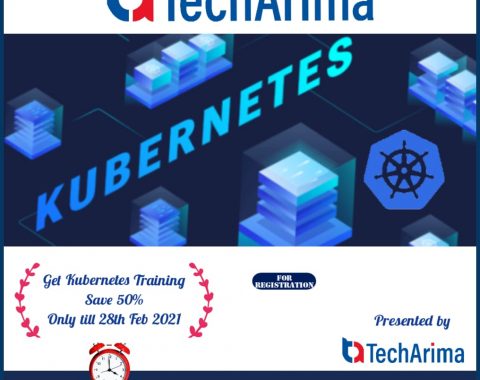 TechArima
KUBERNETES
Get Kubernetes Training
Save 50%
Only till 28th Feb 2021
FOR
REGISTRATION
Presented by
TechArima